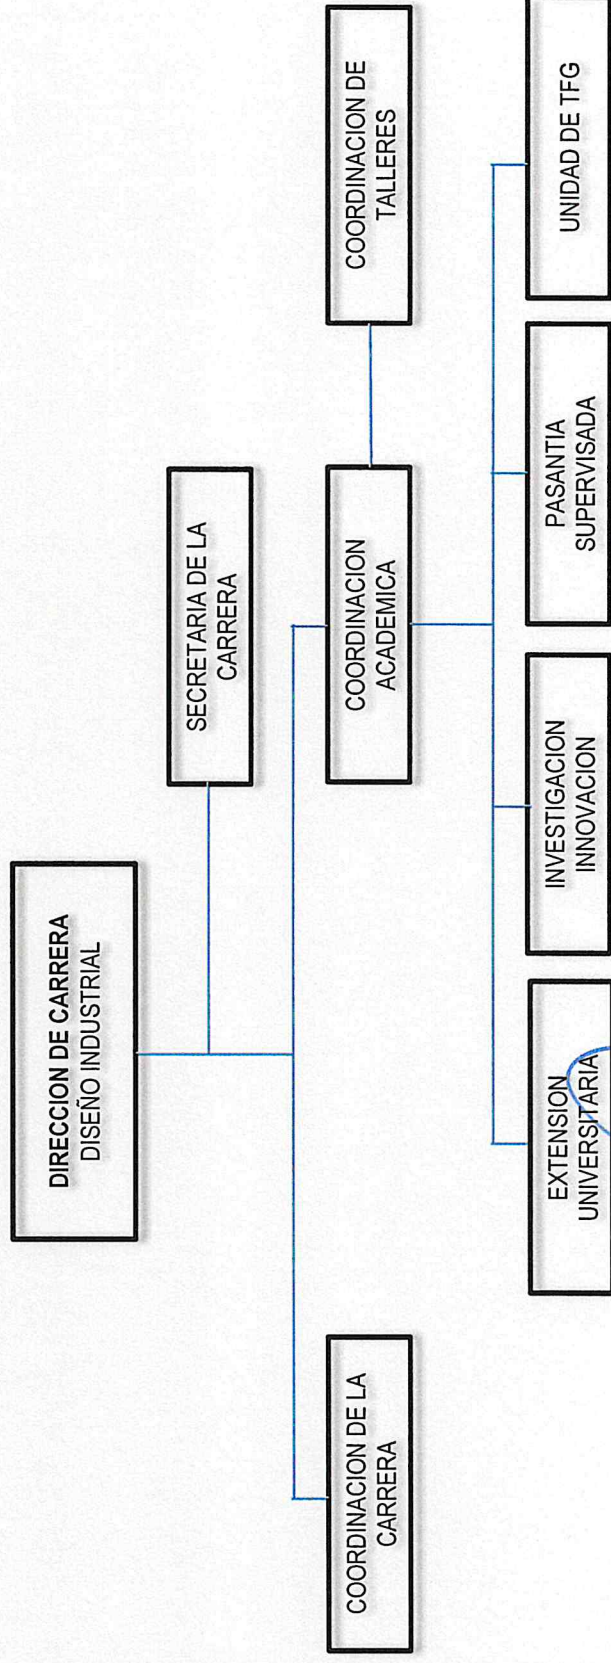 DIRECCION DE CARRERA
DISEÑO INDUSTRIAL
SECRETARIA DE LA
CARRERA
COORDINACION DE LA
CARRERA
COORDINACION
ACADEMICA
COORDINACION DE
TALLERES
EXTENSION
UNIVERSITARIA
INVESTIGACION
INNOVACION
PASANTIA
SUPERVISADA
UNIDAD DE TFG